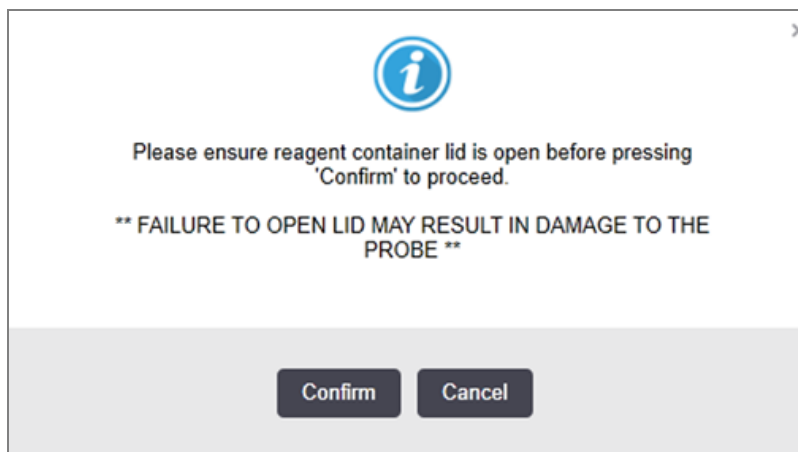 Please ensure reagent container lid is open before pressing
'Confirm' to proceed.
** FAILURE TO OPEN LID MAY RESULT IN DAMAGE TO THE
PROBE **
Confirm
Cancel